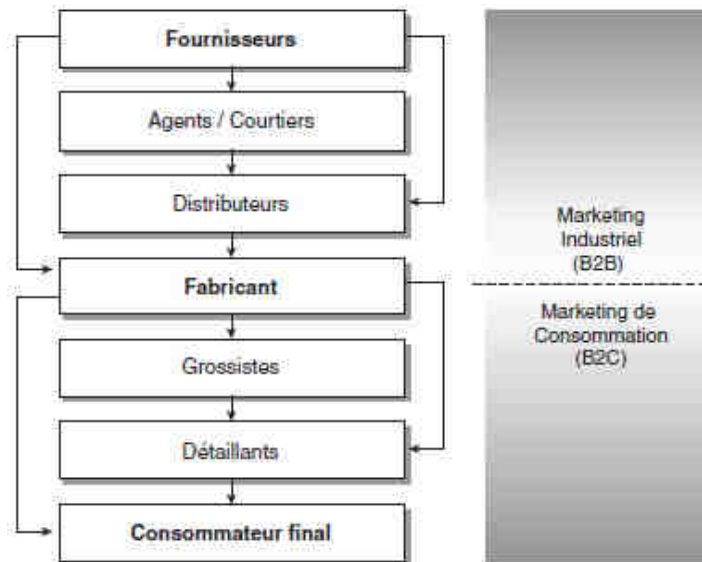 Fournisseurs
Agents / Courtiers
Distributeurs
Fabricant
Grossistes
Détaillants
Consommateur final
Marketing
Industriel
(B2B)
Marketing de
Consommation
(B2C)